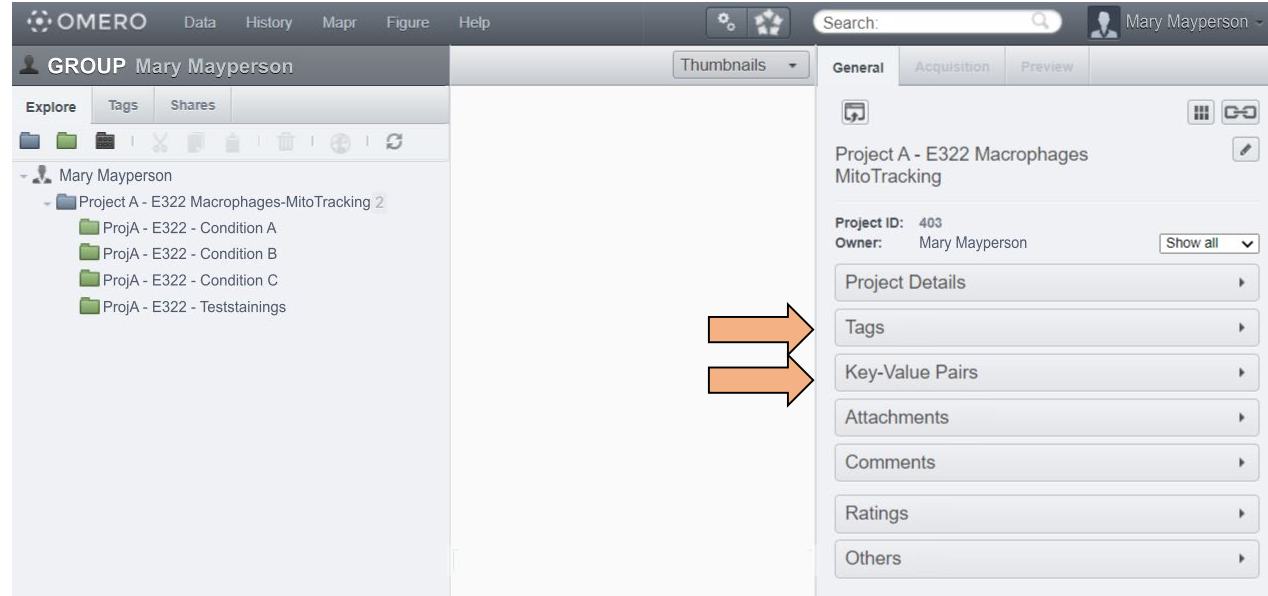 OMERO Data History Mapr Figure Help Search: Mary Mayperson
GROUP Mary Mayperson Thumbnails General Acquisition Preview
Explore Tags Shares
Mary Mayperson
Project A - E322 Macrophages-MitoTracking 2
ProjA - E322 - Condition A
ProjA - E322 - Condition B
ProjA - E322 - Condition C
ProjA - E322 - Teststainings
Project A - E322 Macrophages
MitoTracking
Project ID: 403
Owner: Mary Mayperson Show all
Project Details
Tags
Key-Value Pairs
Attachments
Comments
Ratings
Others